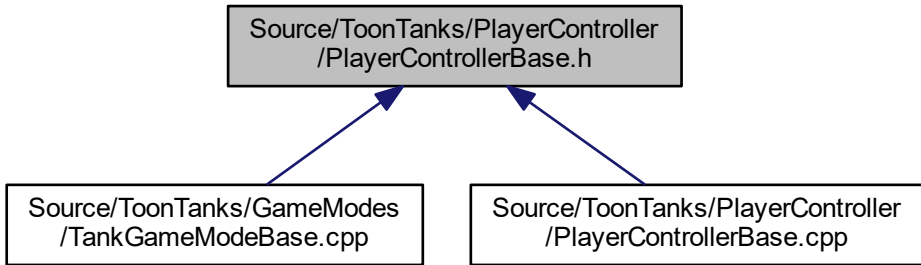 Source/ToonTanks/PlayerController
/PlayerControllerBase.h
Source/ToonTanks/GameModes
/TankGameModeBase.cpp
Source/ToonTanks/PlayerController
/PlayerControllerBase.cpp